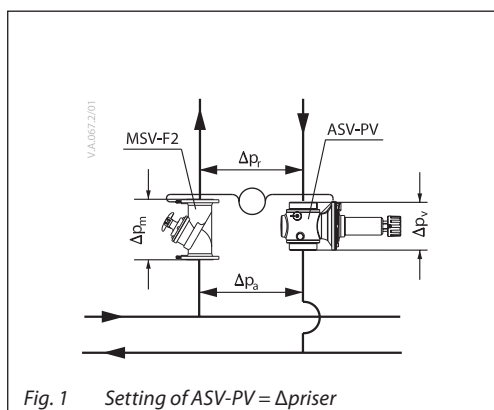 V.A.067.2/01
MSV-F2
ASV-PV
Δpᵣ
Δpₘ
Δpᵥ
Δpₐ
Fig. 1 Setting of ASV-PV = Δpriser